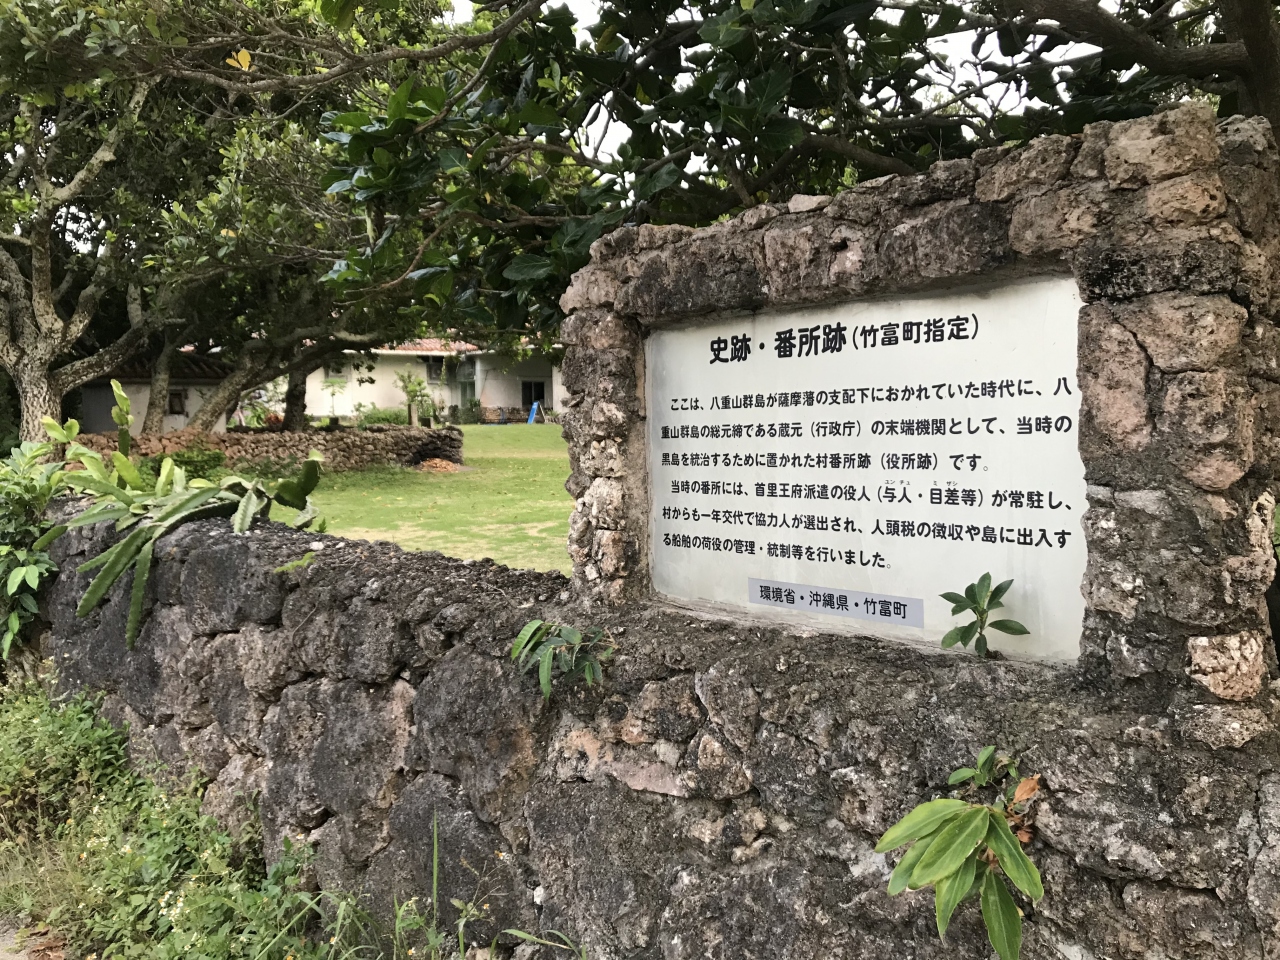 史跡・番所跡(竹富町指定)
ここは、八重山群島が薩摩藩の支配下におかれていた時代に、八
重山群島の総元締である蔵元（行政庁）の末端機関として、当時の
黒島を統治するために置かれた村番所跡（役所跡）です。
ユンチュ ミザシ
当時の番所には、首里王府派遣の役人（与人・目差等）が常駐し、
村からも一年交代で協力人が選出され、人頭税の徴収や島に出入す
る船舶の荷役の管理・統制等を行いました。
環境省・沖縄県・竹富町